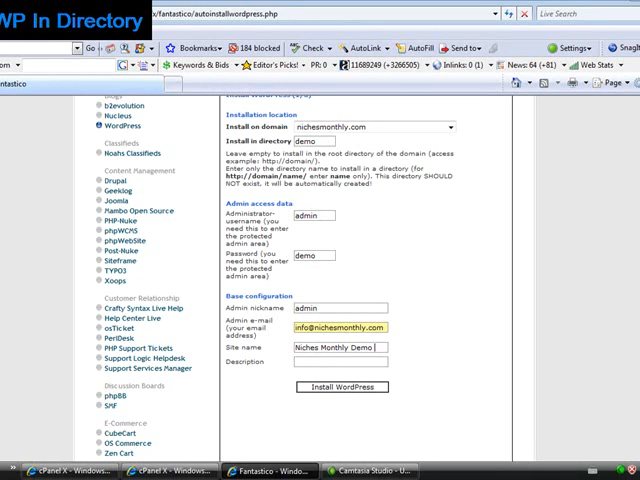 WP In Directory
/fantastico/autoinstallwordpress.php
Live Search
Go
Bookmarks
184 blocked
Check
AutoLink
AutoFill
Send to
Settings
SnagIt
Keywords & Bids
Editor's Picks
PR: 0
11689249 (+3266505)
Inlinks: 0 (1)
News: 64 (+81)
Web Stats
ntastico
Page
b2evolution
Nucleus
WordPress
Classifieds
Noahs Classifieds
Content Management
Drupal
Geeklog
Joomla
Mambo Open Source
PHP-Nuke
phpWCMS
phpWebSite
Post-Nuke
Siteframe
TYPO3
Xoops
Customer Relationship
Crafty Syntax Live Help
Help Center Live
osTicket
PerlDesk
PHP Support Tickets
Support Logic Helpdesk
Support Services Manager
Discussion Boards
phpBB
SMF
E-Commerce
CubeCart
OS Commerce
Zen Cart
Installation location
Install on domain nichesmonthly.com
Install in directory demo
Leave empty to install in the root directory of the domain (access
example: http://domain/).
Enter only the directory name to install in a directory (for
http://domain/name/ enter name only). This directory SHOULD
NOT exist, it will be automatically created!
Admin access data
Administrator-
username (you
need this to enter
the protected
admin area)
admin
Password (you
need this to enter
the protected
admin area)
demo
Base configuration
Admin nickname admin
Admin e-mail
(your email
address)
info@nichesmonthly.com
Site name Niches Monthly Demo
Description
Install WordPress
cPanel X - Windows...
cPanel X - Windows...
Fantastico - Windo...
Camtasia Studio - U...